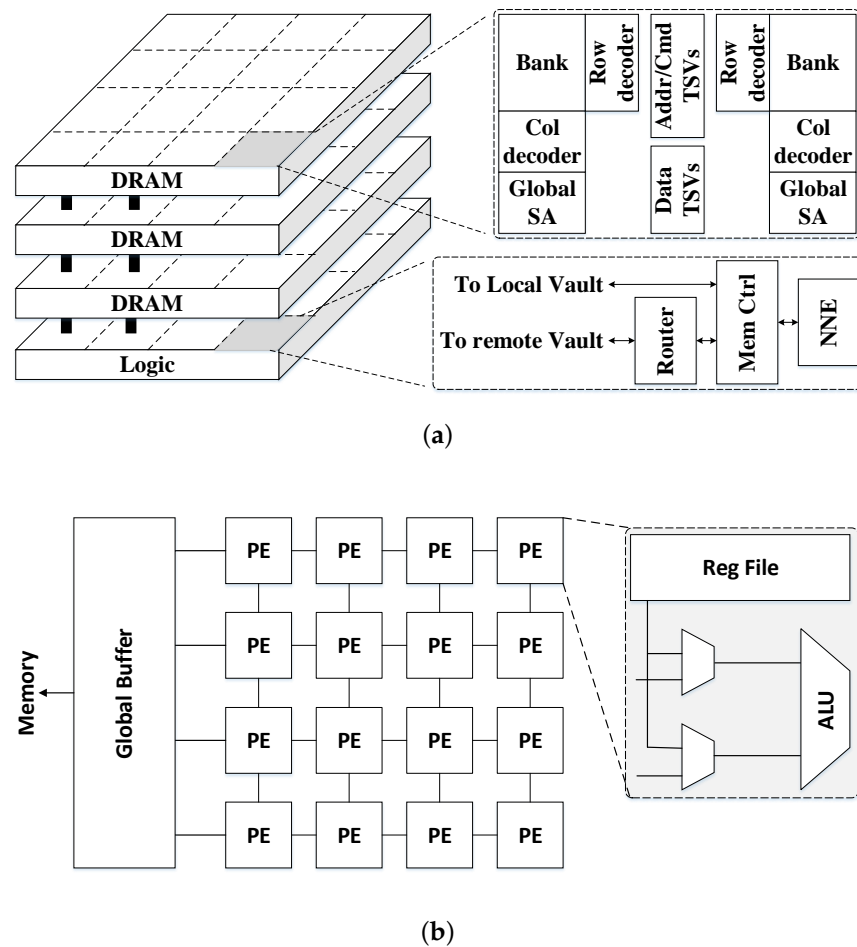 DRAM
DRAM
DRAM
Logic
Bank
Row
decoder
Addr/Cmd
TSVs
Row
decoder
Bank
Col
decoder
Global
SA
Data
TSVs
Col
decoder
Global
SA
To Local Vault
To remote Vault
Router
Mem Ctrl
NNE
(a)
Memory
Global Buffer
PE PE PE PE
PE PE PE PE
PE PE PE PE
PE PE PE PE
Reg File
ALU
(b)